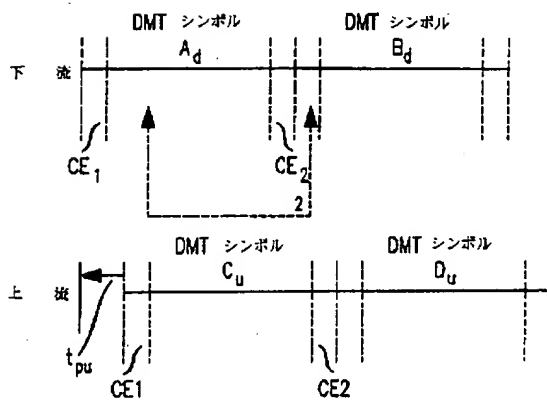 DMT シンボル DMT シンボル
A_d B_d
下 流
CE_1 CE_2
2
DMT シンボル DMT シンボル
C_u D_u
上 流
t_pu
CE1 CE2